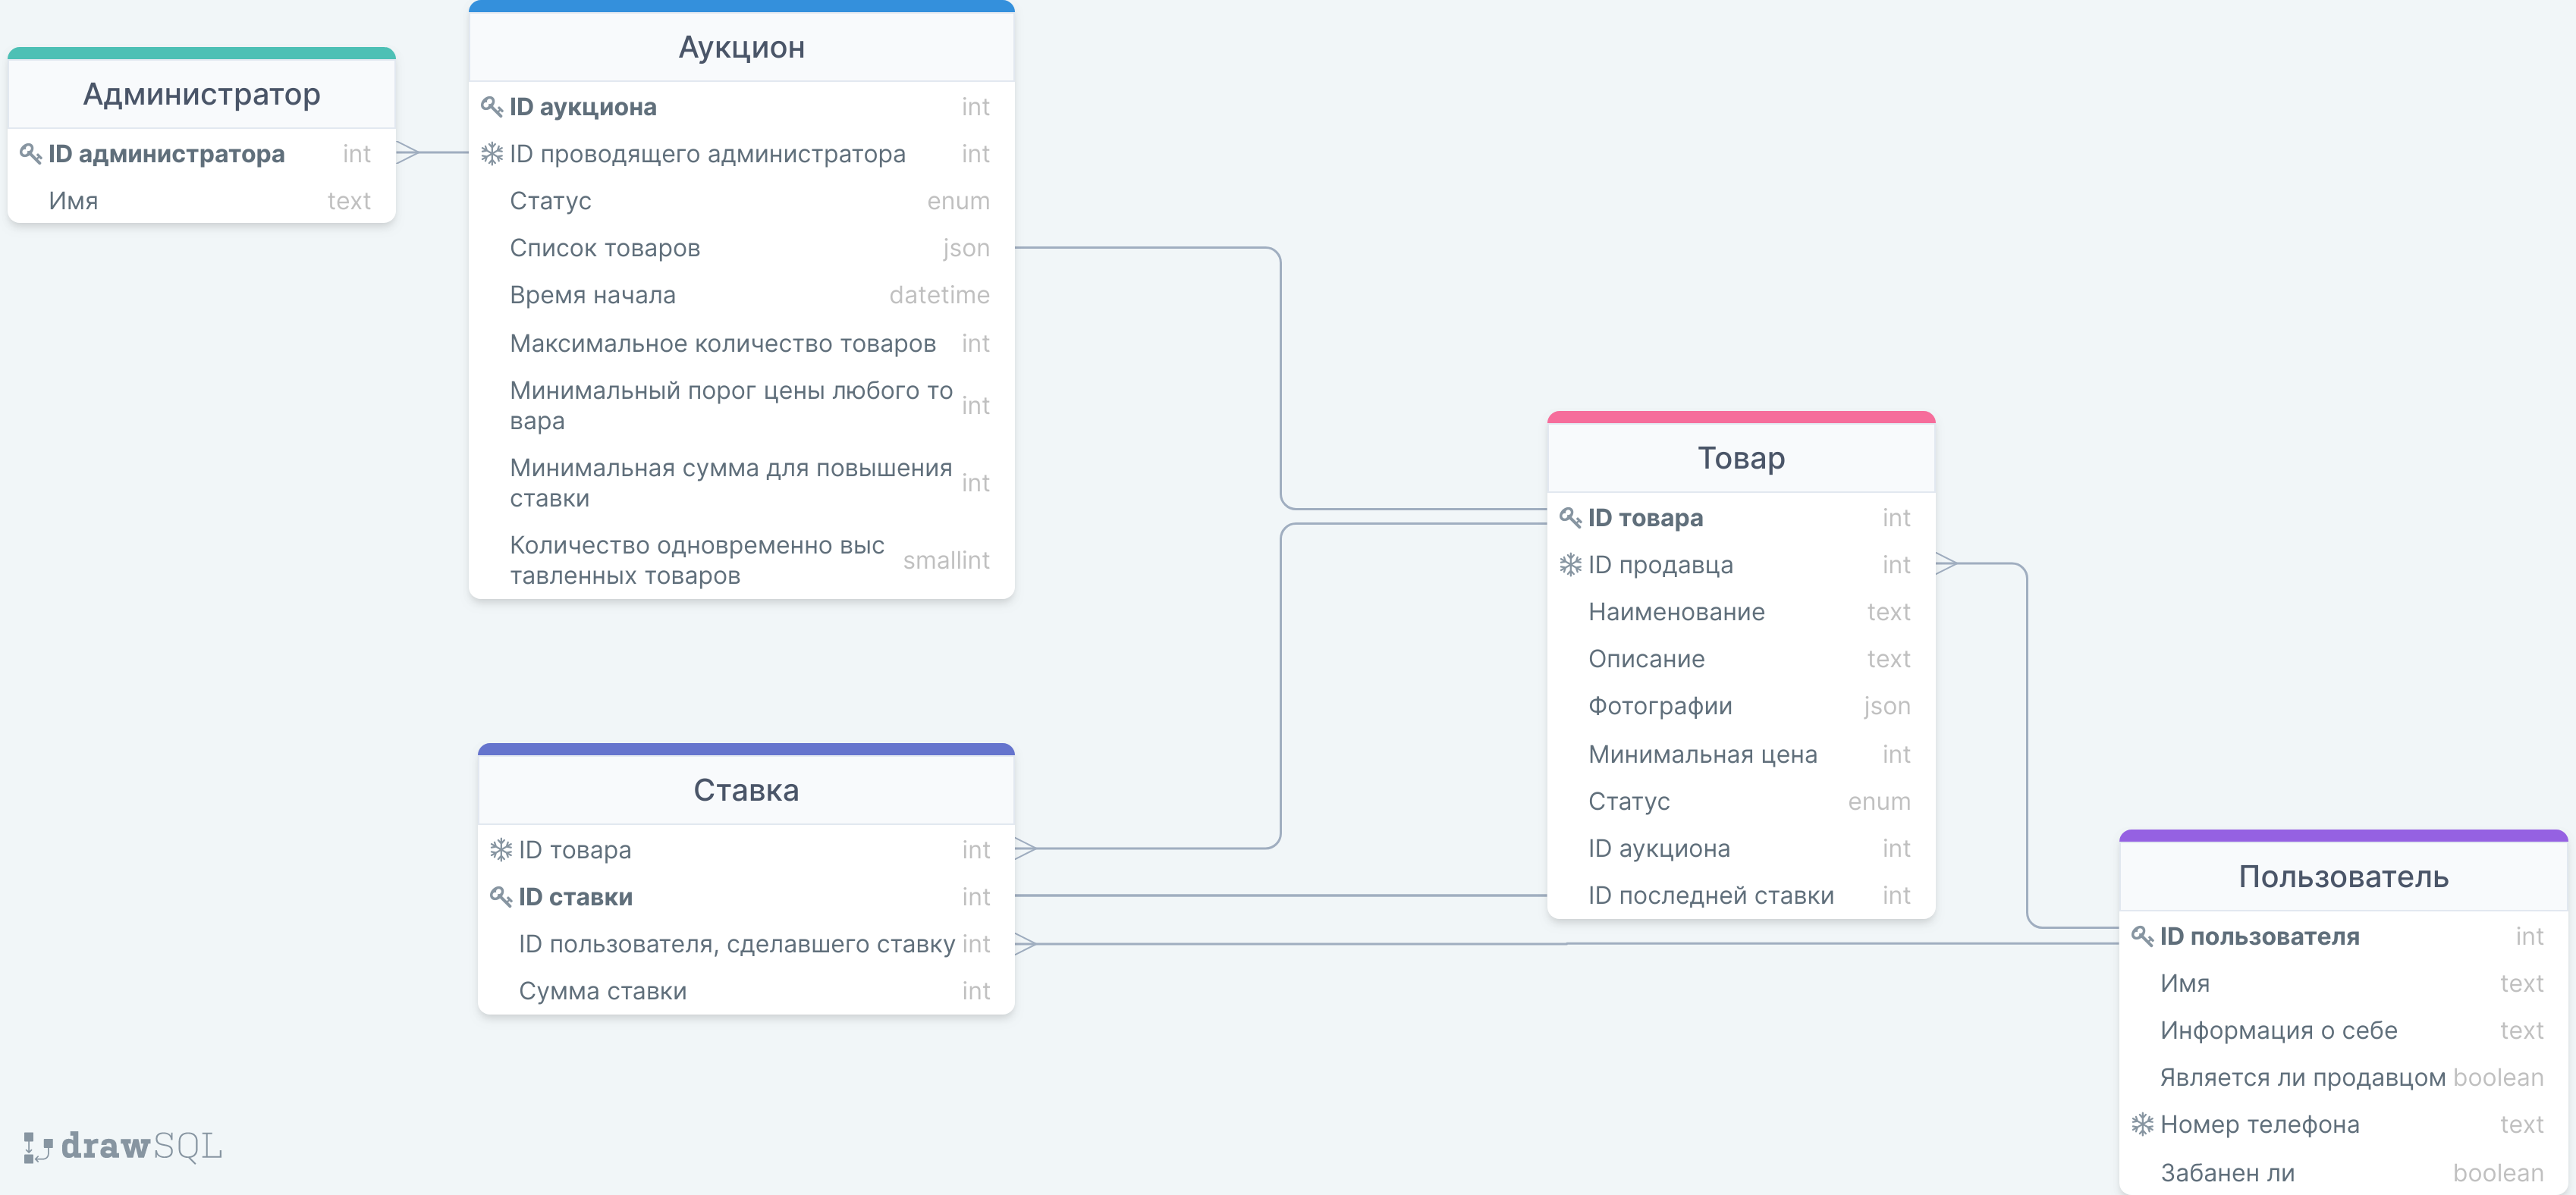 Администратор
ID администратора int
Имя text
Аукцион
ID аукциона int
ID проводящего администратора int
Статус enum
Список товаров json
Время начала datetime
Максимальное количество товаров int
Минимальный порог цены любого то
вара int
Минимальная сумма для повышения
ставки int
Количество одновременно выс
тавленных товаров smallint
Ставка
ID товара int
ID ставки int
ID пользователя, сделавшего ставку int
Сумма ставки int
Товар
ID товара int
ID продавца int
Наименование text
Описание text
Фотографии json
Минимальная цена int
Статус enum
ID аукциона int
ID последней ставки int
Пользователь
ID пользователя int
Имя text
Информация о себе text
Является ли продавцом boolean
Номер телефона text
Забанен ли boolean
drawSQL